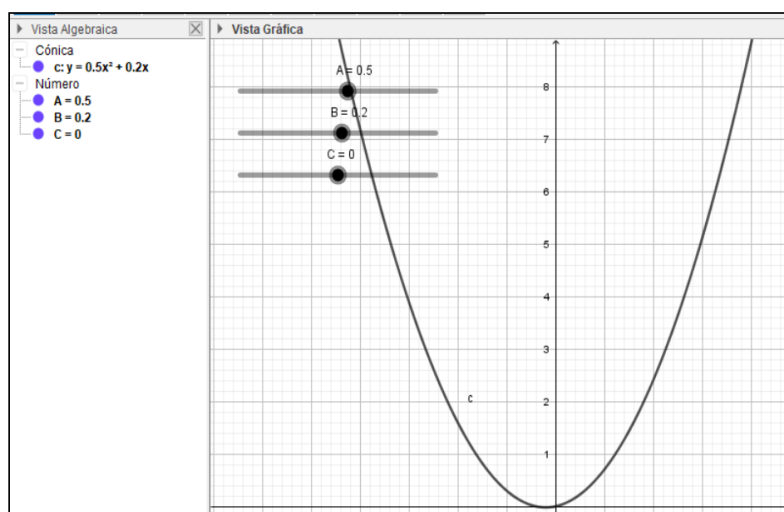 Vista Algebraica
Cónica
c: y = 0.5x² + 0.2x
Número
A = 0.5
B = 0.2
C = 0
Vista Gráfica
A = 0.5
B = 0.2
C = 0
8
7
6
5
4
3
2
1
c